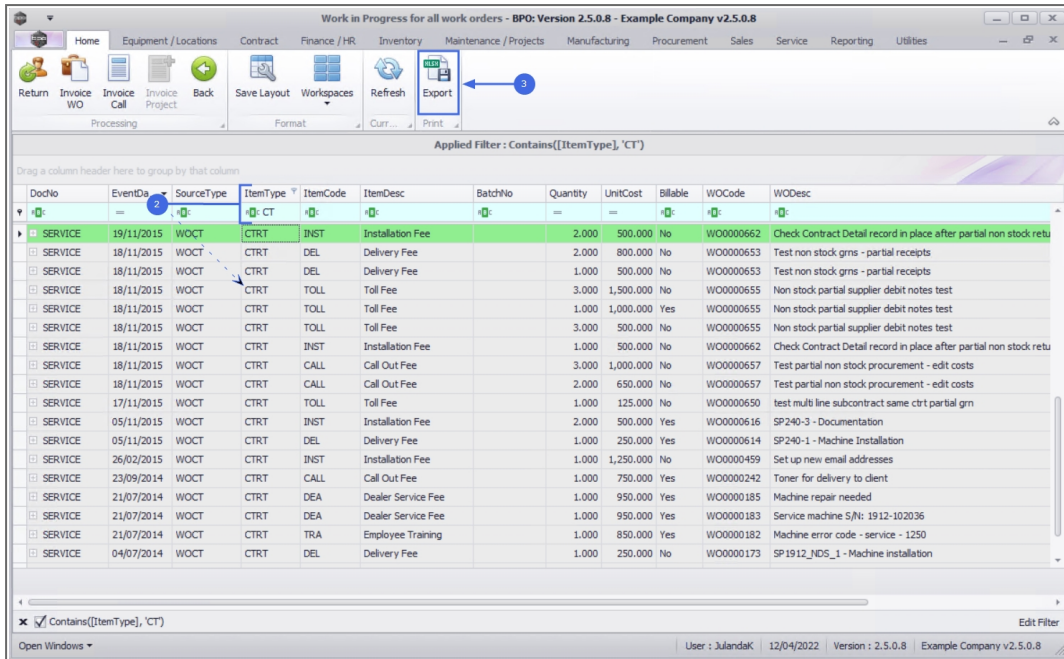 Work in Progress for all work orders - BPO: Version 2.5.0.8 - Example Company v2.5.0.8
Home Equipment / Locations Contract Finance / HR Inventory Maintenance / Projects Manufacturing Procurement Sales Service Reporting Utilities
Return Invoice WO Invoice Call Invoice Project Back Save Layout Workspaces Refresh XLSX Export 3
Processing Format Curr... Print
Applied Filter : Contains([ItemType], 'CT')
Drag a column header here to group by that column
DocNo EventDa... SourceType ItemType ItemCode ItemDesc BatchNo Quantity UnitCost Billable WOCode WODesc
= 2 CT = =
SERVICE 19/11/2015 WOCT CTRT INST Installation Fee 2.000 500.000 No WO0000662 Check Contract Detail record in place after partial non stock retu
SERVICE 18/11/2015 WOCT CTRT DEL Delivery Fee 2.000 800.000 No WO0000653 Test non stock grns - partial receipts
SERVICE 18/11/2015 WOCT CTRT DEL Delivery Fee 1.000 500.000 No WO0000653 Test non stock grns - partial receipts
SERVICE 18/11/2015 WOCT CTRT TOLL Toll Fee 3.000 1,500.000 No WO0000655 Non stock partial supplier debit notes test
SERVICE 18/11/2015 WOCT CTRT TOLL Toll Fee 1.000 1,000.000 Yes WO0000655 Non stock partial supplier debit notes test
SERVICE 18/11/2015 WOCT CTRT TOLL Toll Fee 3.000 500.000 No WO0000655 Non stock partial supplier debit notes test
SERVICE 18/11/2015 WOCT CTRT INST Installation Fee 1.000 500.000 No WO0000662 Check Contract Detail record in place after partial non stock retu
SERVICE 18/11/2015 WOCT CTRT CALL Call Out Fee 3.000 1,000.000 No WO0000657 Test partial non stock procurement - edit costs
SERVICE 18/11/2015 WOCT CTRT CALL Call Out Fee 2.000 650.000 No WO0000657 Test partial non stock procurement - edit costs
SERVICE 17/11/2015 WOCT CTRT TOLL Toll Fee 1.000 125.000 No WO0000650 test multi line subcontract same ctrt partial grn
SERVICE 05/11/2015 WOCT CTRT INST Installation Fee 2.000 500.000 Yes WO0000616 SP240-3 - Documentation
SERVICE 05/11/2015 WOCT CTRT DEL Delivery Fee 1.000 250.000 Yes WO0000614 SP240-1 - Machine Installation
SERVICE 26/02/2015 WOCT CTRT INST Installation Fee 1.000 1,250.000 No WO0000459 Set up new email addresses
SERVICE 23/09/2014 WOCT CTRT CALL Call Out Fee 1.000 750.000 Yes WO0000242 Toner for delivery to client
SERVICE 21/07/2014 WOCT CTRT DEA Dealer Service Fee 1.000 950.000 Yes WO0000185 Machine repair needed
SERVICE 21/07/2014 WOCT CTRT DEA Dealer Service Fee 1.000 950.000 Yes WO0000183 Service machine S/N: 1912-102036
SERVICE 21/07/2014 WOCT CTRT TRA Employee Training 1.000 850.000 Yes WO0000182 Machine error code - service - 1250
SERVICE 04/07/2014 WOCT CTRT DEL Delivery Fee 1.000 250.000 No WO0000173 SP1912_NDS_1 - Machine installation
Contains([ItemType], 'CT') Edit Filter
Open Windows User : JulandaK 12/04/2022 Version : 2.5.0.8 Example Company v2.5.0.8